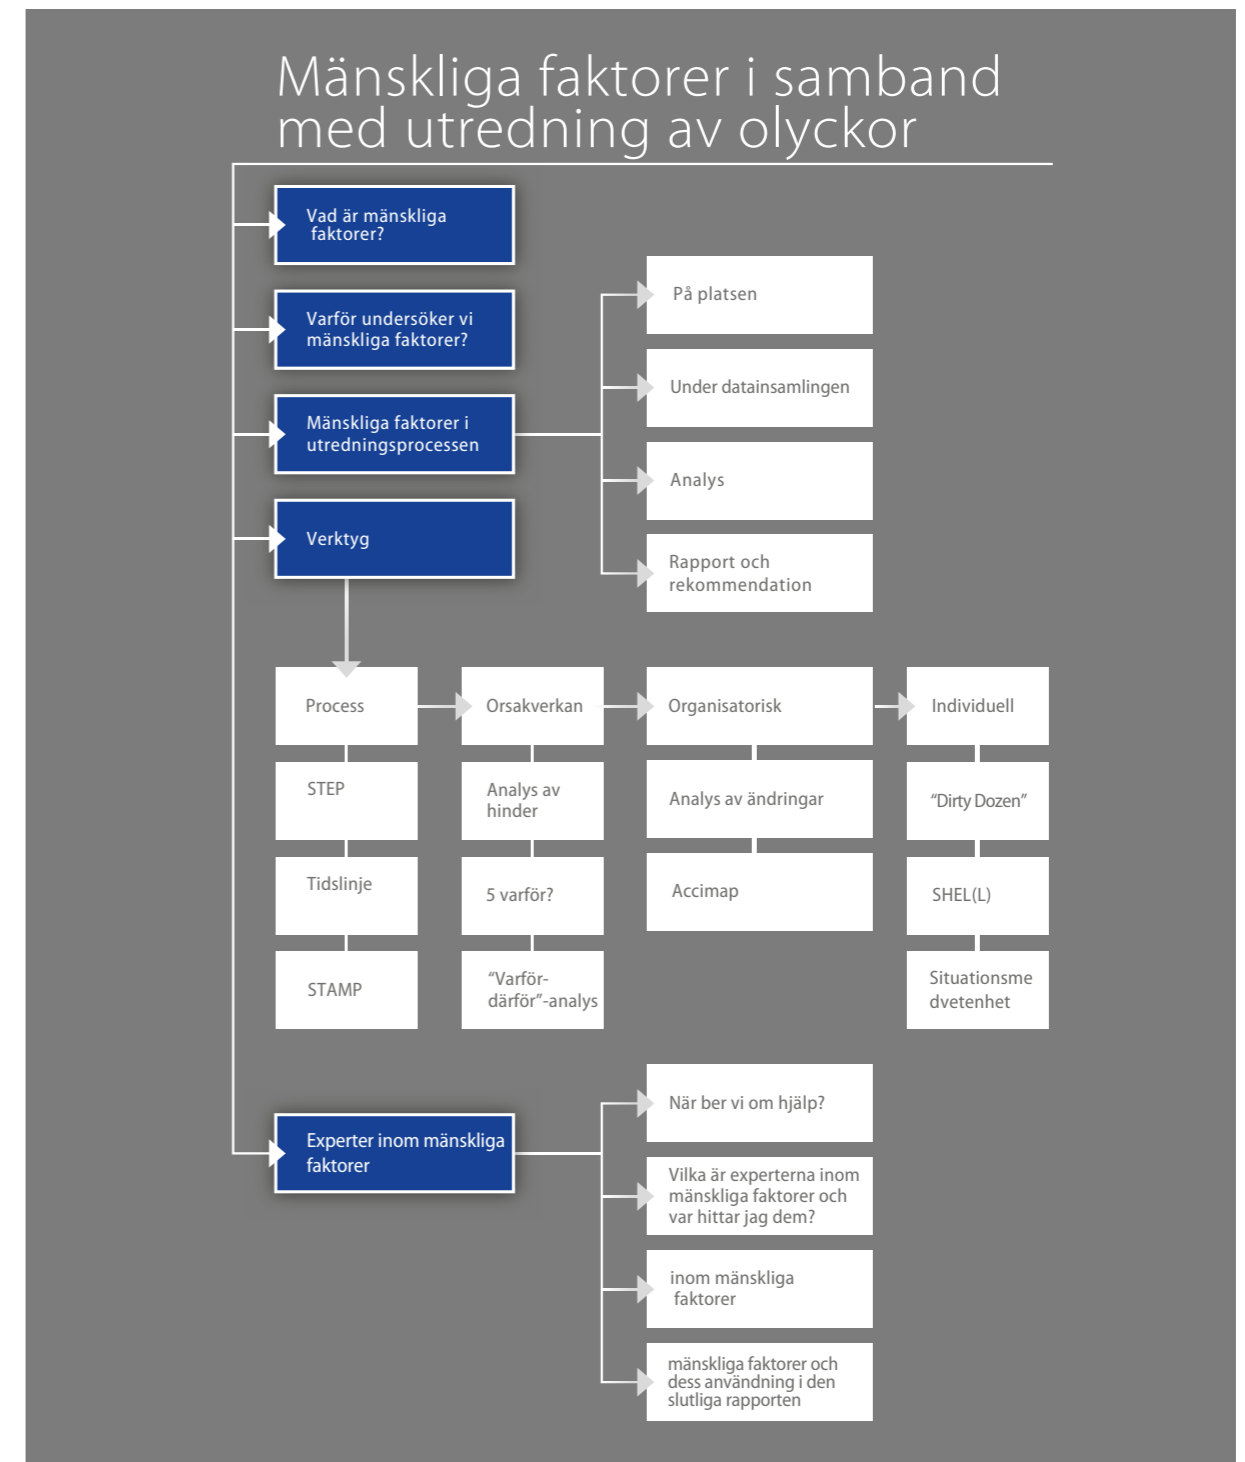 Mänskliga faktorer i samband
med utredning av olyckor
Vad är mänskliga
faktorer?
Varför undersöker vi
mänskliga faktorer?
Mänskliga faktorer i
utredningsprocessen
På platsen
Under datainsamlingen
Analys
Rapport och
rekommendation
Verktyg
Process
STEP
Tidslinje
STAMP
Orsakverkan
Analys av
hinder
5 varför?
“Varför-
därför”-analys
Organisatorisk
Analys av ändringar
Accimap
Individuell
“Dirty Dozen”
SHEL(L)
Situationsme
dvetenhet
Experter inom mänskliga
faktorer
När ber vi om hjälp?
Vilka är experterna inom
mänskliga faktorer och
var hittar jag dem?
inom mänskliga
faktorer
mänskliga faktorer och
dess användning i den
slutliga rapporten